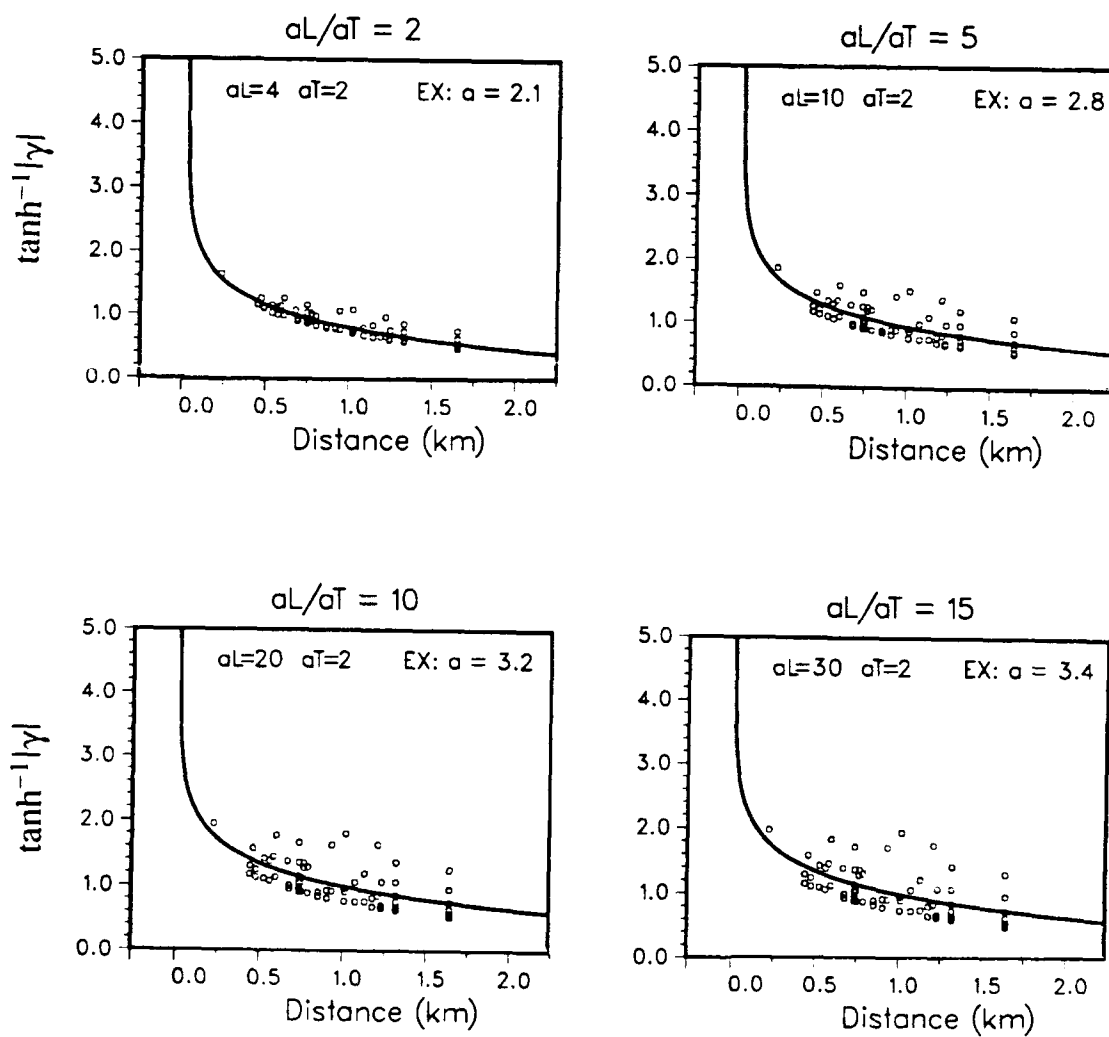 aL/aT = 2
aL=4 aT=2 EX: a = 2.1
tanh⁻¹|γ|
5.0
4.0
3.0
2.0
1.0
0.0
0.0 0.5 1.0 1.5 2.0
Distance (km)
aL/aT = 5
aL=10 aT=2 EX: a = 2.8
5.0
4.0
3.0
2.0
1.0
0.0
0.0 0.5 1.0 1.5 2.0
Distance (km)
aL/aT = 10
aL=20 aT=2 EX: a = 3.2
tanh⁻¹|γ|
5.0
4.0
3.0
2.0
1.0
0.0
0.0 0.5 1.0 1.5 2.0
Distance (km)
aL/aT = 15
aL=30 aT=2 EX: a = 3.4
5.0
4.0
3.0
2.0
1.0
0.0
0.0 0.5 1.0 1.5 2.0
Distance (km)